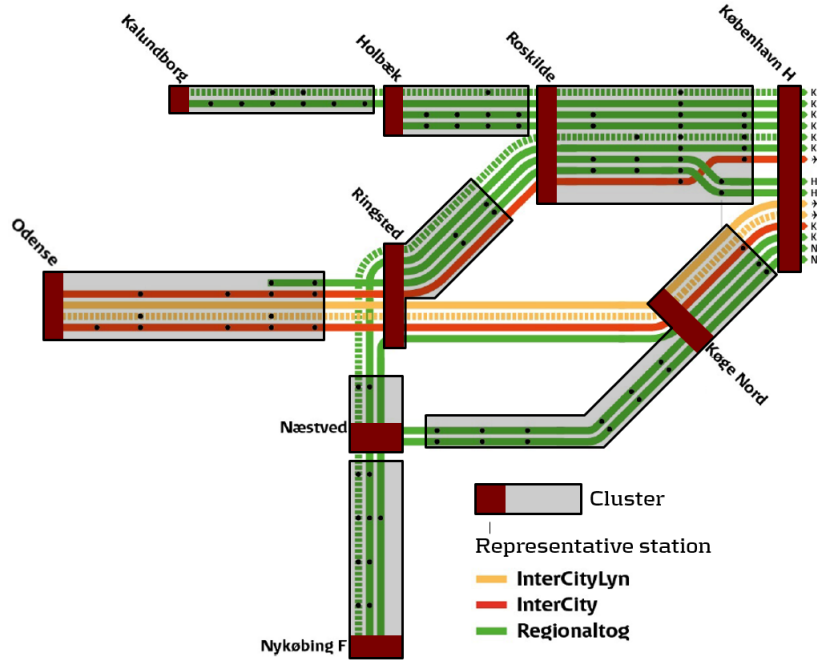 Kalundborg
Holbæk
Roskilde
København H
K
K
K
K
K
K
H
H
K
K
N
N
Odense
Ringsted
Køge Nord
Næstved
Nykøbing F
Cluster
Representative station
InterCityLyn
InterCity
Regionaltog